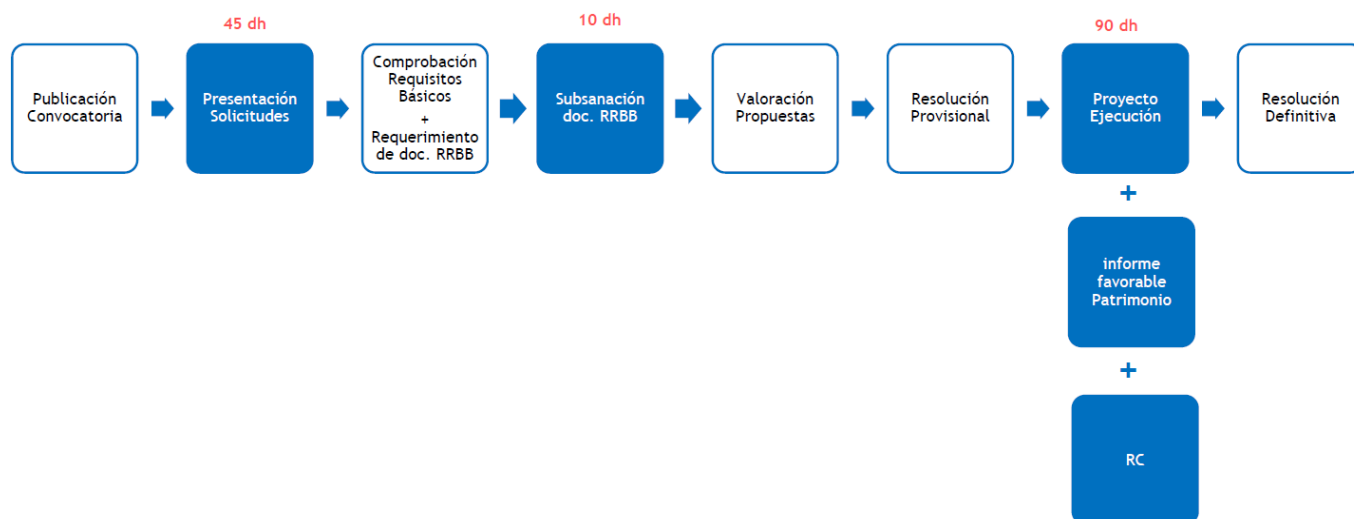 45 dh
10 dh
90 dh
Publicación
Convocatoria
Presentación
Solicitudes
Comprobación
Requisitos
Básicos
+
Requerimiento
de doc. RRBB
Subsanación
doc. RRBB
Valoración
Propuestas
Resolución
Provisional
Proyecto
Ejecución
Resolución
Definitiva
+
informe
favorable
Patrimonio
+
RC